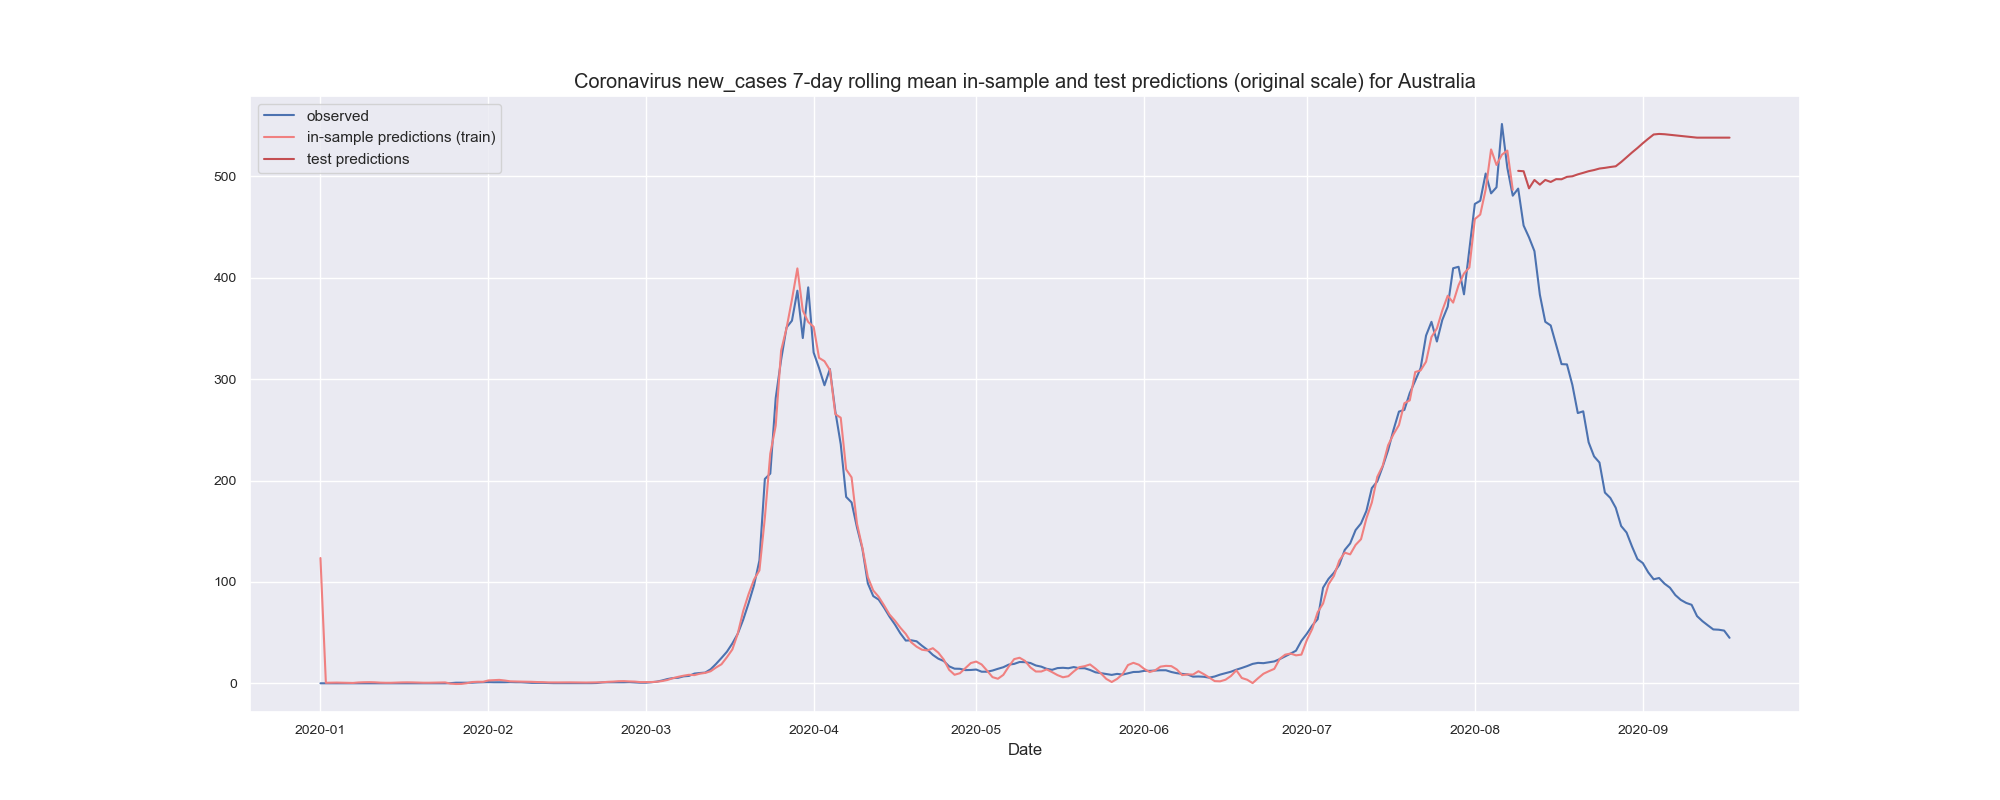 Coronavirus new_cases 7-day rolling mean in-sample and test predictions (original scale) for Australia
observed
in-sample predictions (train)
test predictions
500
400
300
200
100
0
2020-01 2020-02 2020-03 2020-04 2020-05 2020-06 2020-07 2020-08 2020-09
Date